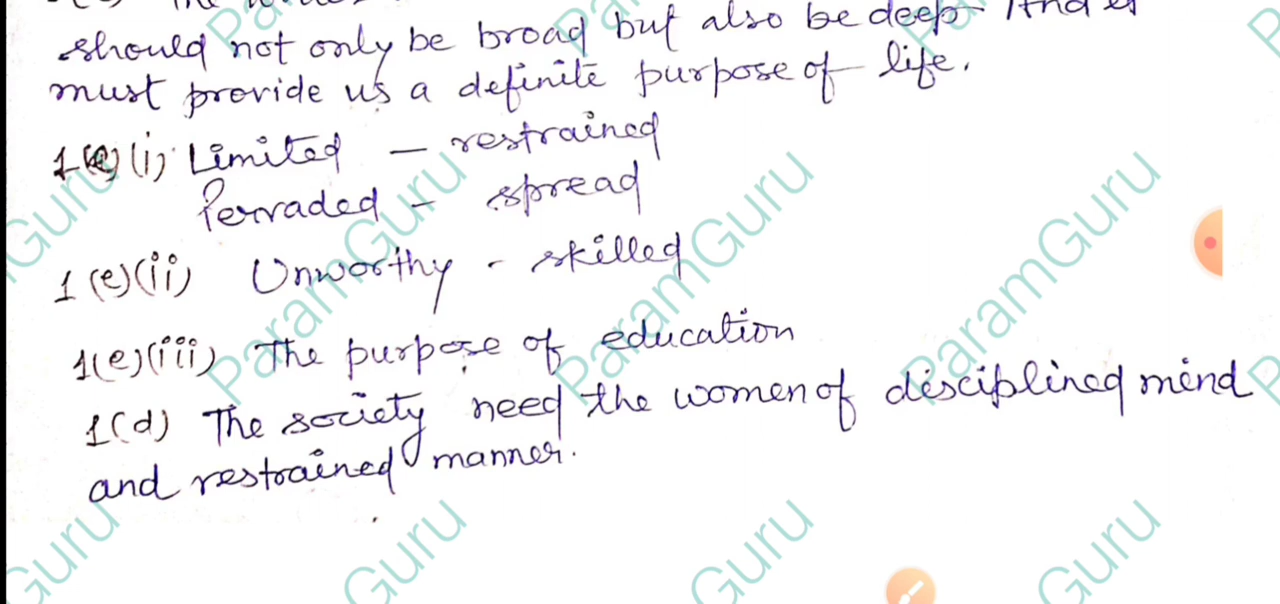 should not only be broad but also be deep And it
must provide us a definite purpose of life.
1(e)(i) Limited - restrained
Pervaded - spread
1(e)(ii) Unworthy - skilled
1(e)(iii) The purpose of education
1(d) The society need the women of disciplined mind
and restrained manner.
ParamGuru